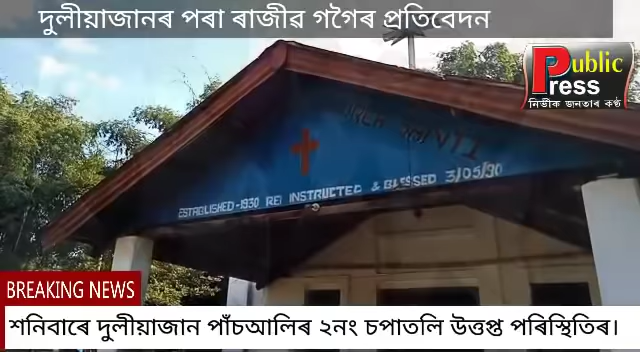 দুলীয়াজানৰ পৰা ৰাজীৱ গগৈৰ প্ৰতিবেদন
Public
Press
নিৰ্ভীক জনতাৰ কণ্ঠ
ESTABLISHED-1930 RE INSTRUCTED & BLESSED 3/05/90
BREAKING NEWS
শনিবাৰে দুলীয়াজান পাঁচআলিৰ ২নং চপাতলি উত্তপ্ত পৰিস্থিতিৰ।